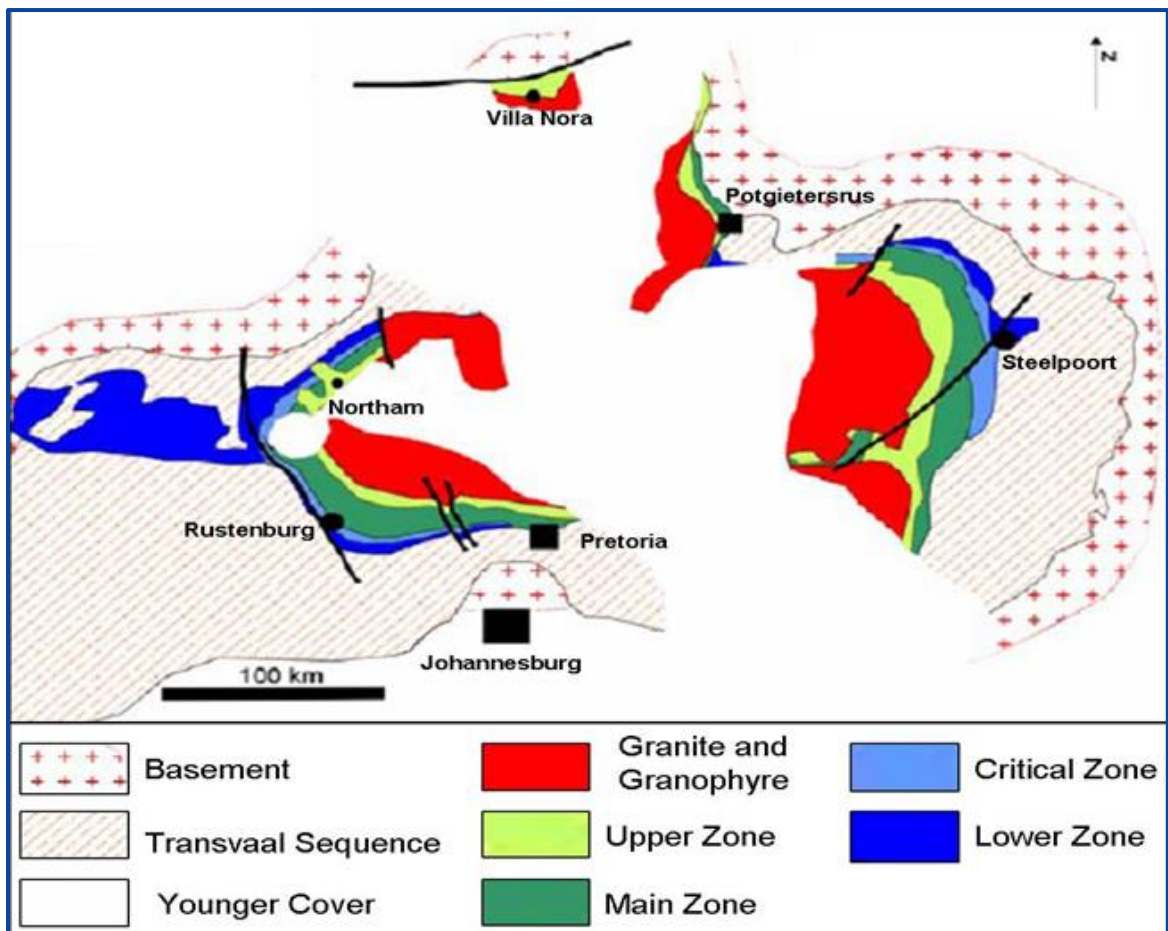 N
Villa Nora
Potgietersrus
Steelpoort
Northam
Rustenburg
Pretoria
Johannesburg
100 km
Basement
Granite and
Granophyre
Critical Zone
Transvaal Sequence
Upper Zone
Lower Zone
Younger Cover
Main Zone